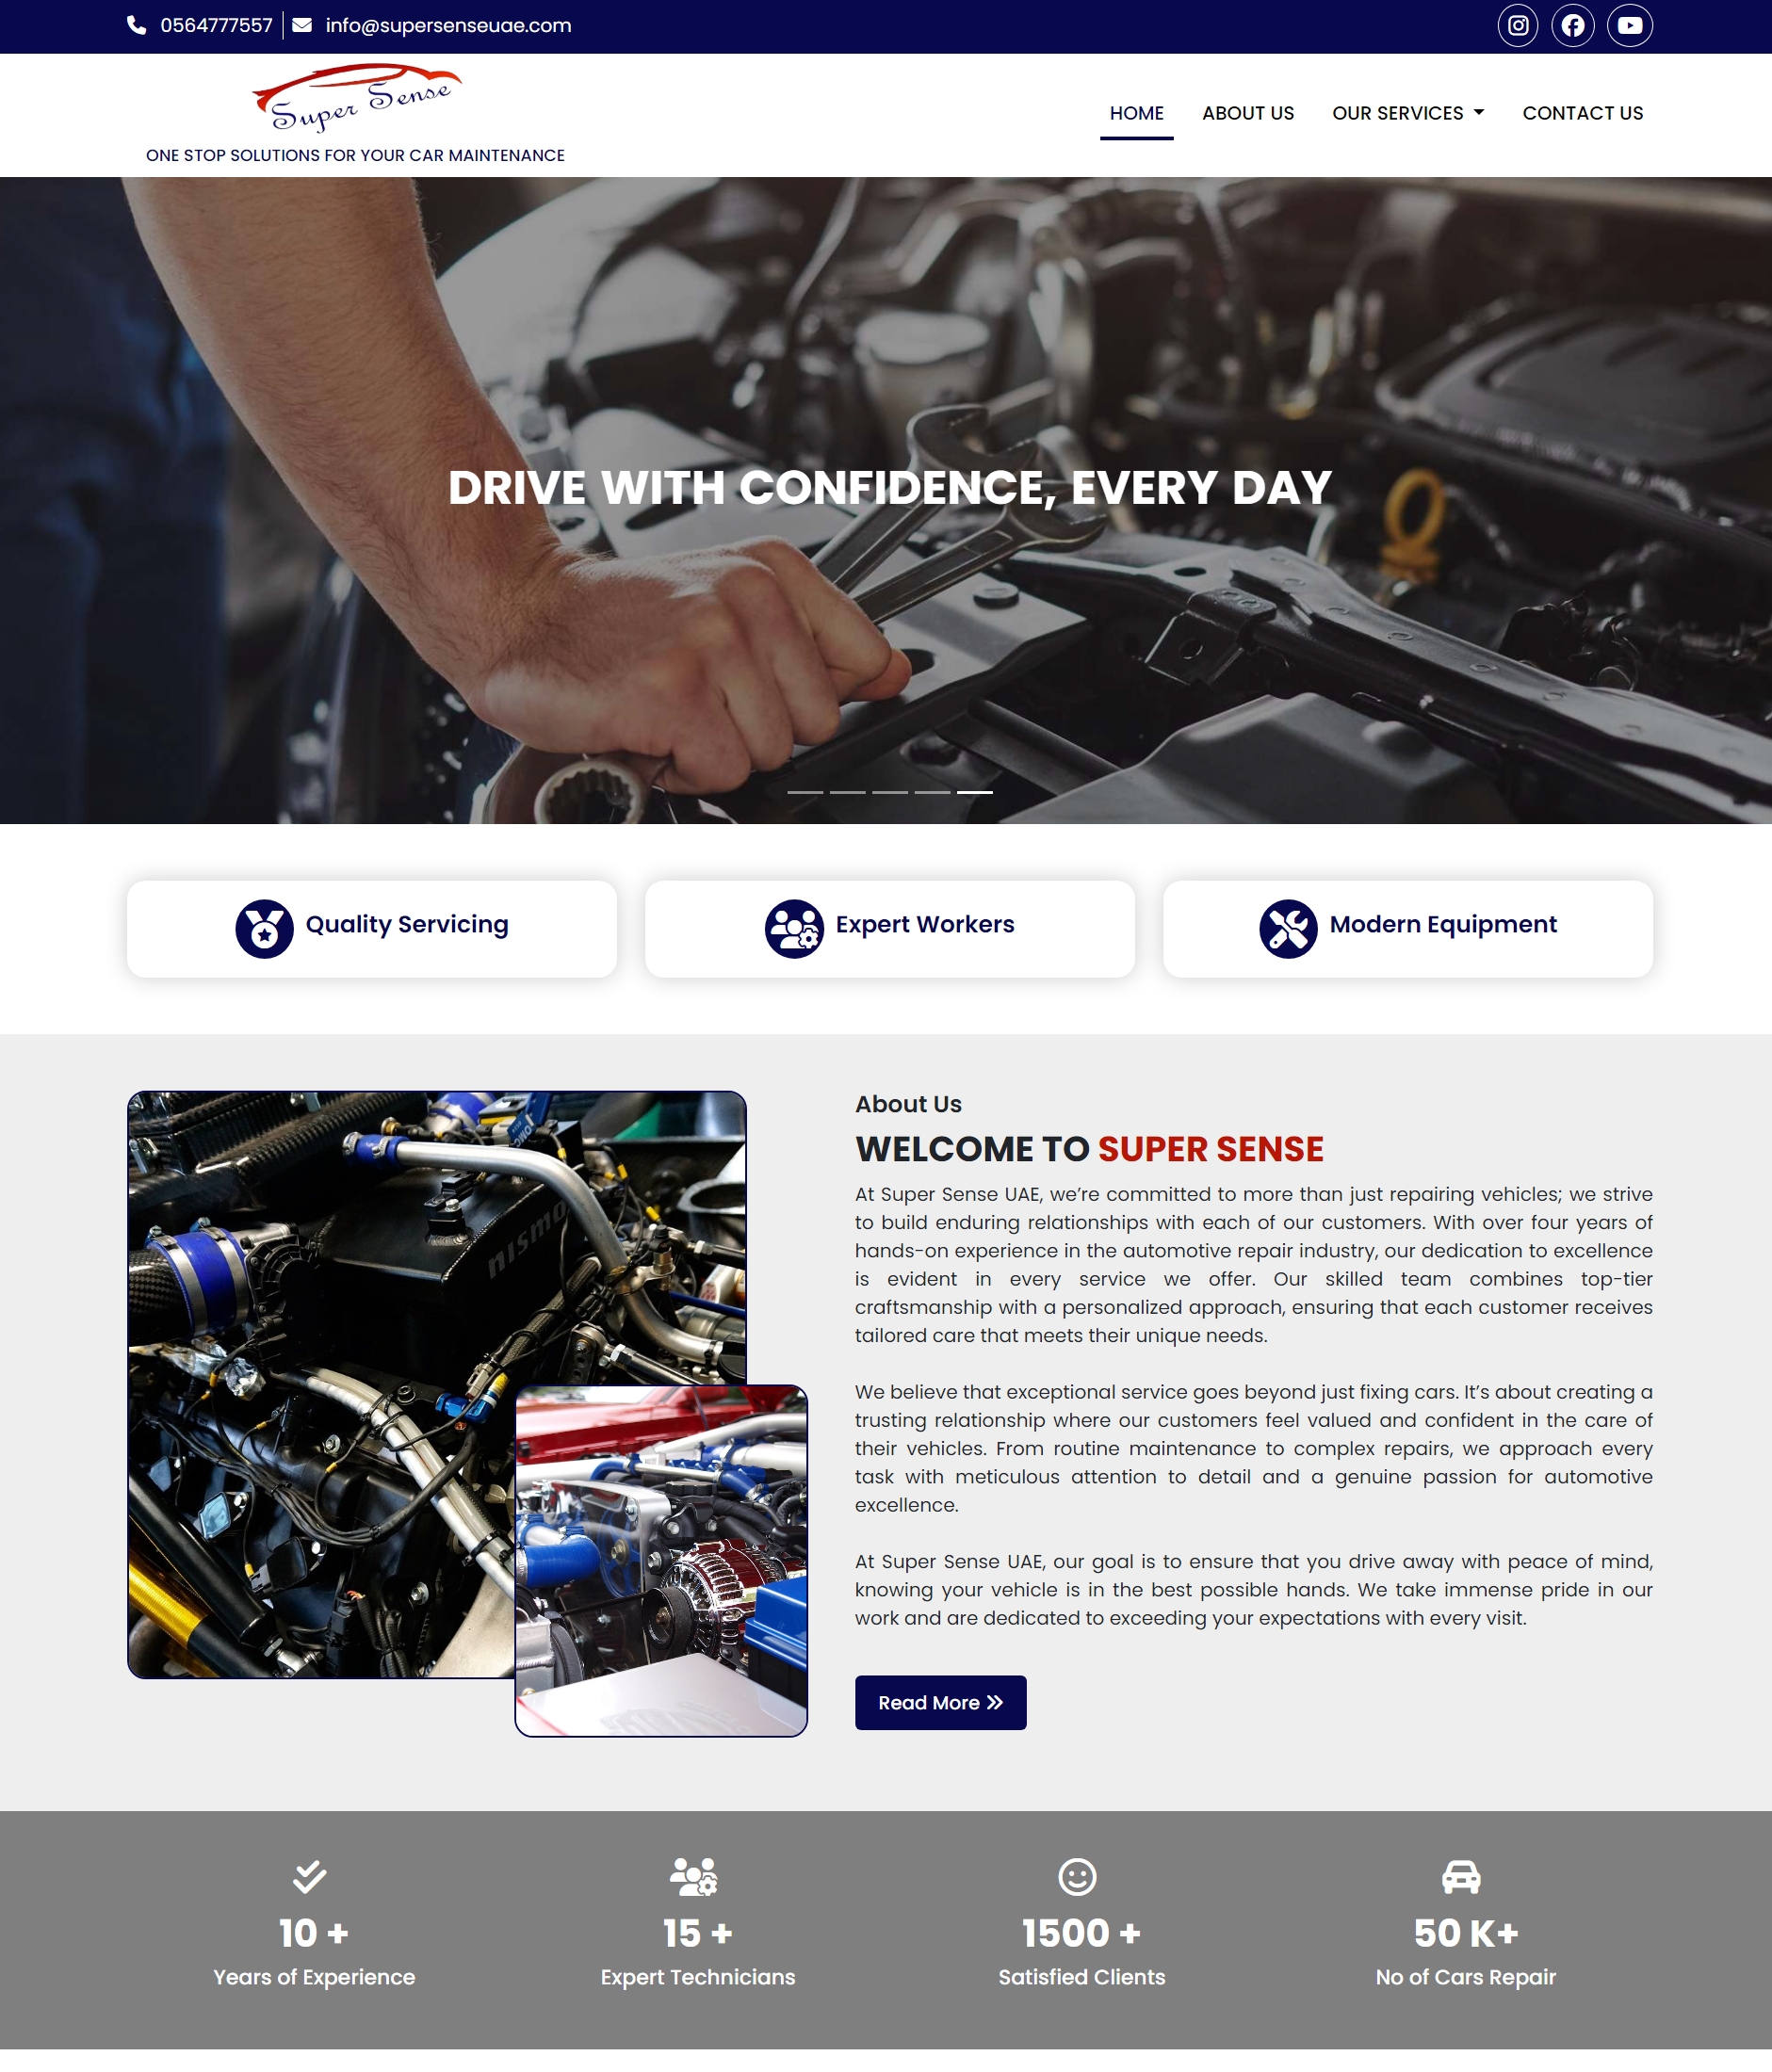 0564777557 info@supersenseuae.com
Super Sense
ONE STOP SOLUTIONS FOR YOUR CAR MAINTENANCE
HOME ABOUT US OUR SERVICES CONTACT US
DRIVE WITH CONFIDENCE, EVERY DAY
Quality Servicing Expert Workers Modern Equipment
nismo
About Us
WELCOME TO SUPER SENSE
At Super Sense UAE, we’re committed to more than just repairing vehicles; we strive
to build enduring relationships with each of our customers. With over four years of
hands-on experience in the automotive repair industry, our dedication to excellence
is evident in every service we offer. Our skilled team combines top-tier
craftsmanship with a personalized approach, ensuring that each customer receives
tailored care that meets their unique needs.
We believe that exceptional service goes beyond just fixing cars. It’s about creating a
trusting relationship where our customers feel valued and confident in the care of
their vehicles. From routine maintenance to complex repairs, we approach every
task with meticulous attention to detail and a genuine passion for automotive
excellence.
At Super Sense UAE, our goal is to ensure that you drive away with peace of mind,
knowing your vehicle is in the best possible hands. We take immense pride in our
work and are dedicated to exceeding your expectations with every visit.
Read More
10 + 15 + 1500 + 50 K+
Years of Experience Expert Technicians Satisfied Clients No of Cars Repair